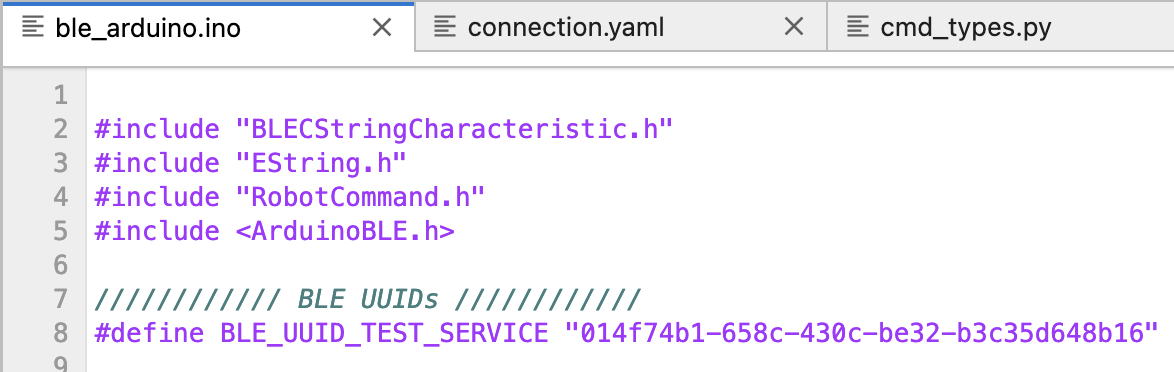 ble_arduino.ino connection.yaml cmd_types.py
1
2 #include "BLECStringCharacteristic.h"
3 #include "EString.h"
4 #include "RobotCommand.h"
5 #include <ArduinoBLE.h>
6
7 //////////// BLE UUIDs ////////////
8 #define BLE_UUID_TEST_SERVICE "014f74b1-658c-430c-be32-b3c35d648b16"
9